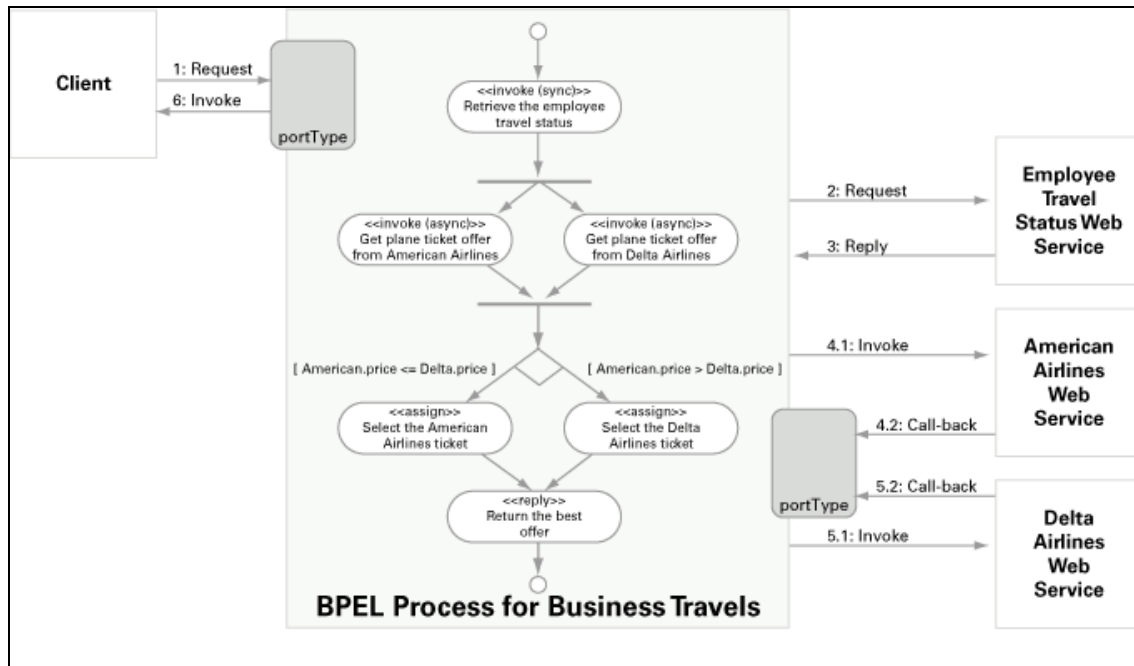 Client
1: Request
6: Invoke
portType
<<invoke (sync)>>
Retrieve the employee
travel status
<<invoke (async)>>
Get plane ticket offer
from American Airlines
<<invoke (async)>>
Get plane ticket offer
from Delta Airlines
[ American.price <= Delta.price ]
[ American.price > Delta.price ]
<<assign>>
Select the American
Airlines ticket
<<assign>>
Select the Delta
Airlines ticket
<<reply>>
Return the best
offer
BPEL Process for Business Travels
2: Request
3: Reply
Employee
Travel
Status Web
Service
4.1: Invoke
4.2: Call-back
American
Airlines
Web
Service
portType
5.2: Call-back
5.1: Invoke
Delta
Airlines
Web
Service